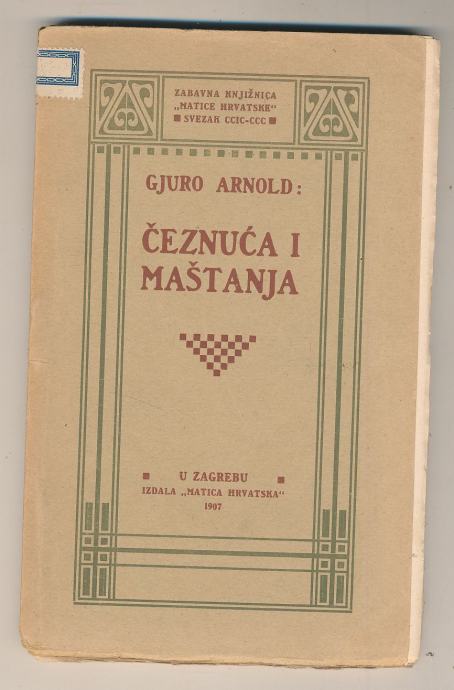 ZABAVNA KNJIŽNICA
„MATICE HRVATSKE“
SVEZAK CCIC-CCC
GJURO ARNOLD:
ČEZNUĆA I
MAŠTANJA
U ZAGREBU
IZDALA „MATICA HRVATSKA“
1907